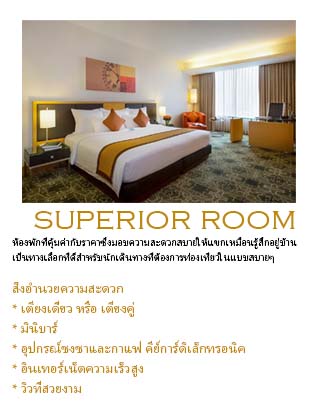 SUPERIOR ROOM
ห้องพักที่คุ้มค่ากับราคาซึ่งมอบความสะดวกสบายให้แขกเหมือนรู้สึกอยู่บ้าน
เป็นทางเลือกที่ดีสำหรับนักเดินทางที่ต้องการท่องเที่ยวในแบบสบายๆ
สิ่งอำนวยความสะดวก
* เตียงเดี่ยว หรือ เตียงคู่
* มินิบาร์
* อุปกรณ์ชงชาและกาแฟ คีย์การ์ดิเล็กทรอนิค
* อินเทอร์เน็ตความเร็วสูง
* วิวที่สวยงาม